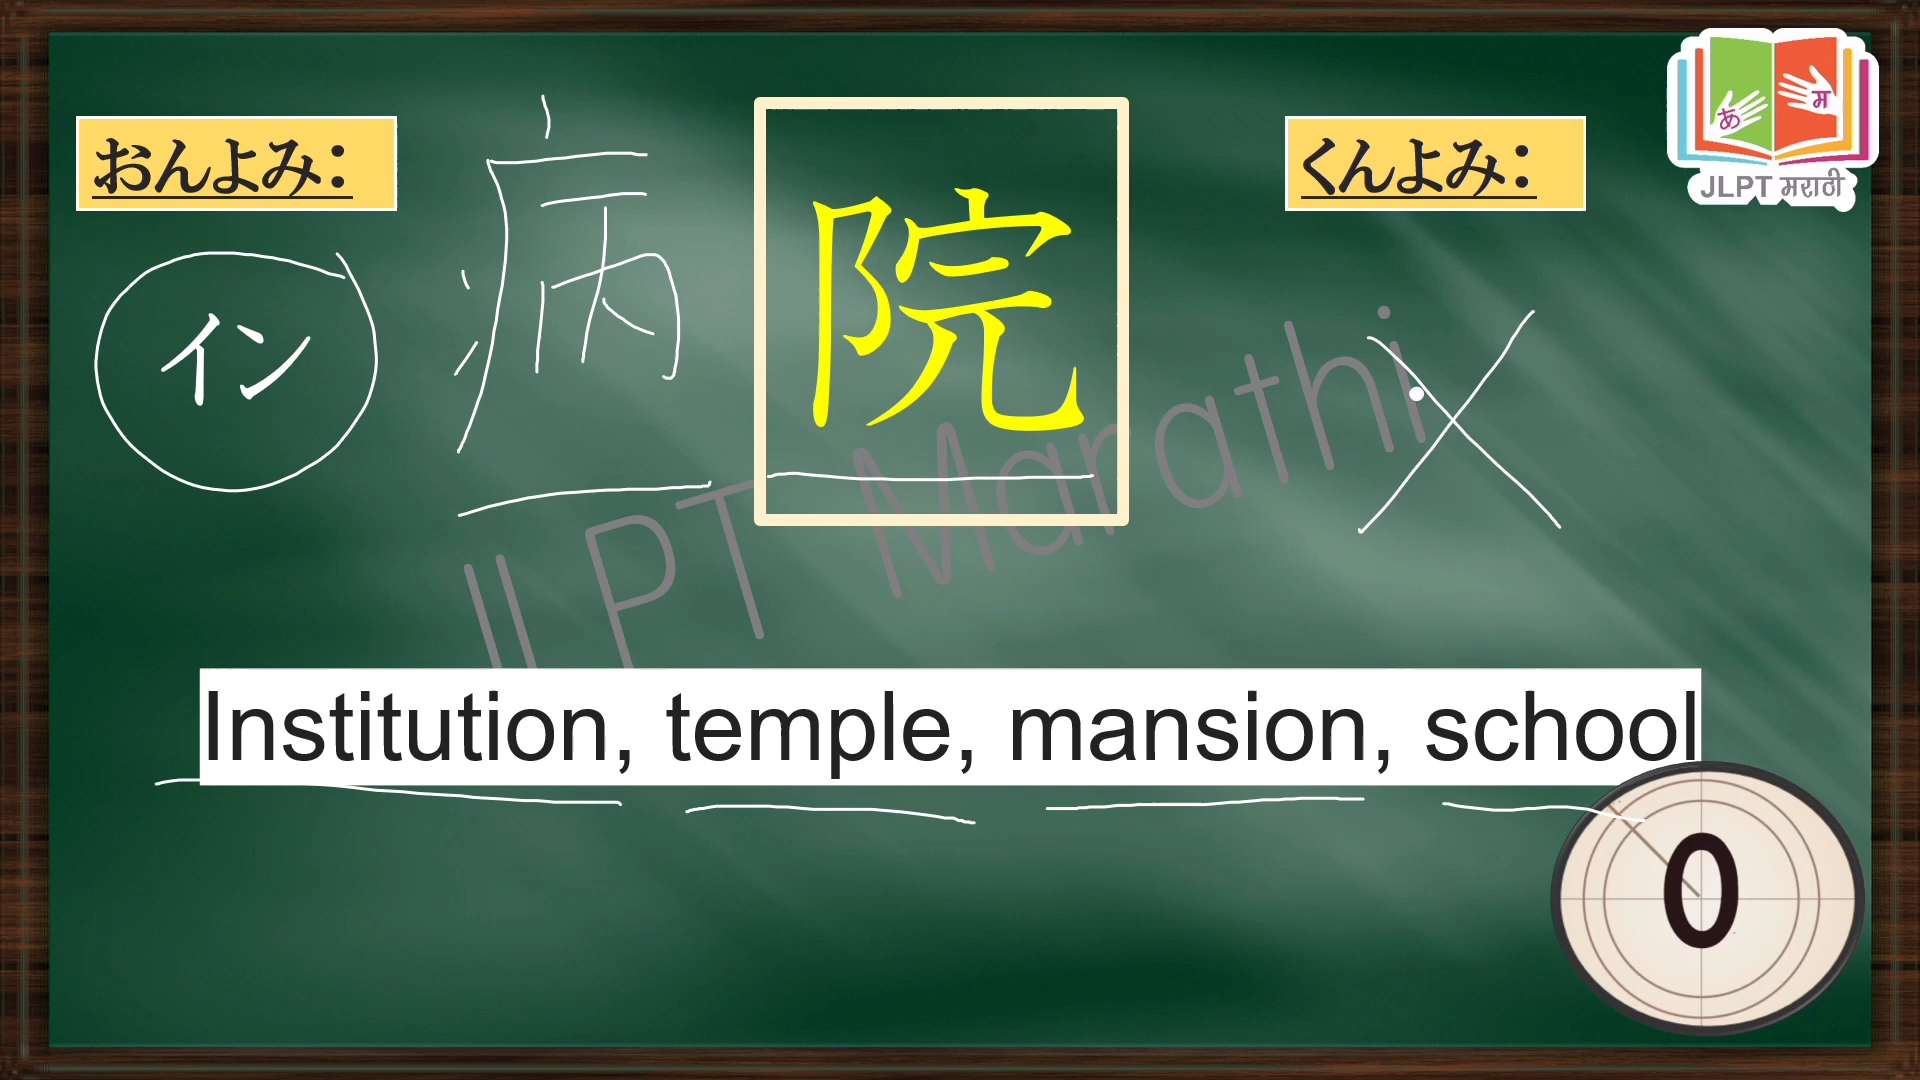 おんよみ：
病
院
くんよみ：
あ
म
JLPT मराठी
イン
JLPT Marathi
Institution, temple, mansion, school
0